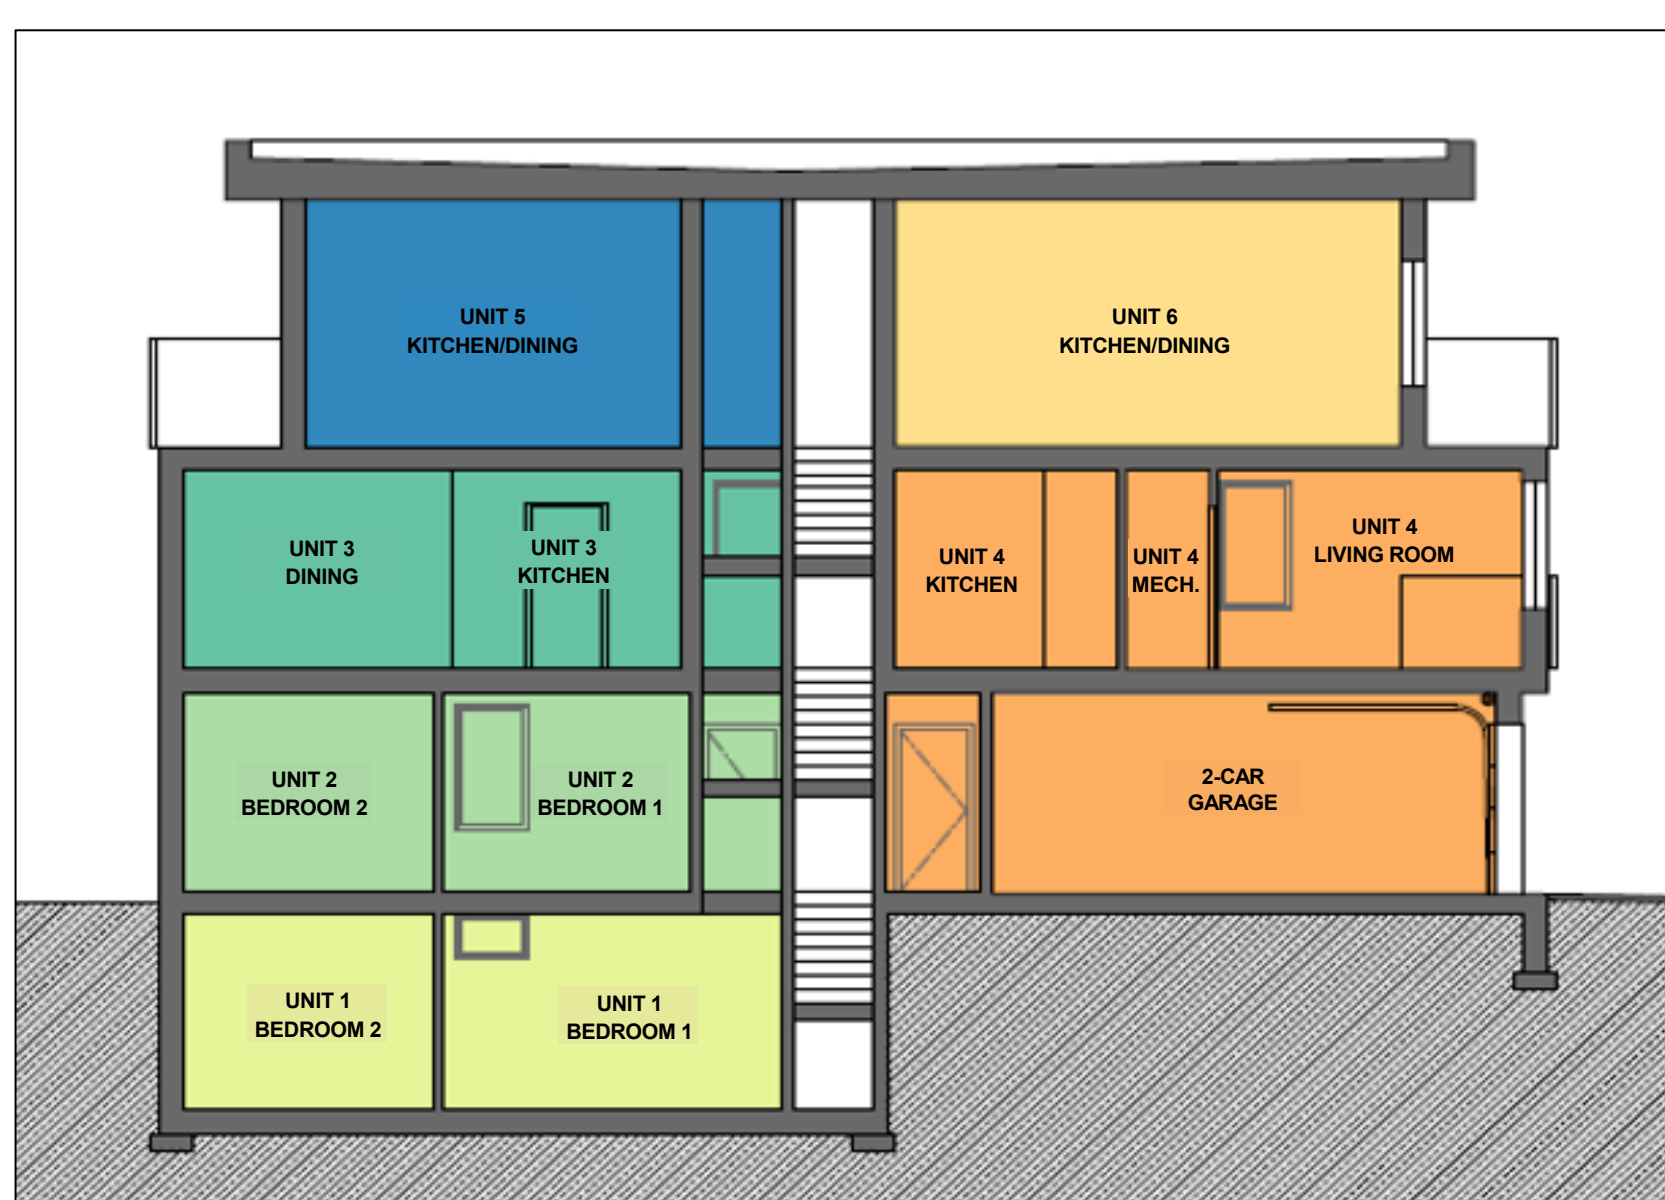 UNIT 5
KITCHEN/DINING
UNIT 6
KITCHEN/DINING
UNIT 3
DINING
UNIT 3
KITCHEN
UNIT 4
KITCHEN
UNIT 4
MECH.
UNIT 4
LIVING ROOM
UNIT 2
BEDROOM 2
UNIT 2
BEDROOM 1
2-CAR
GARAGE
UNIT 1
BEDROOM 2
UNIT 1
BEDROOM 1